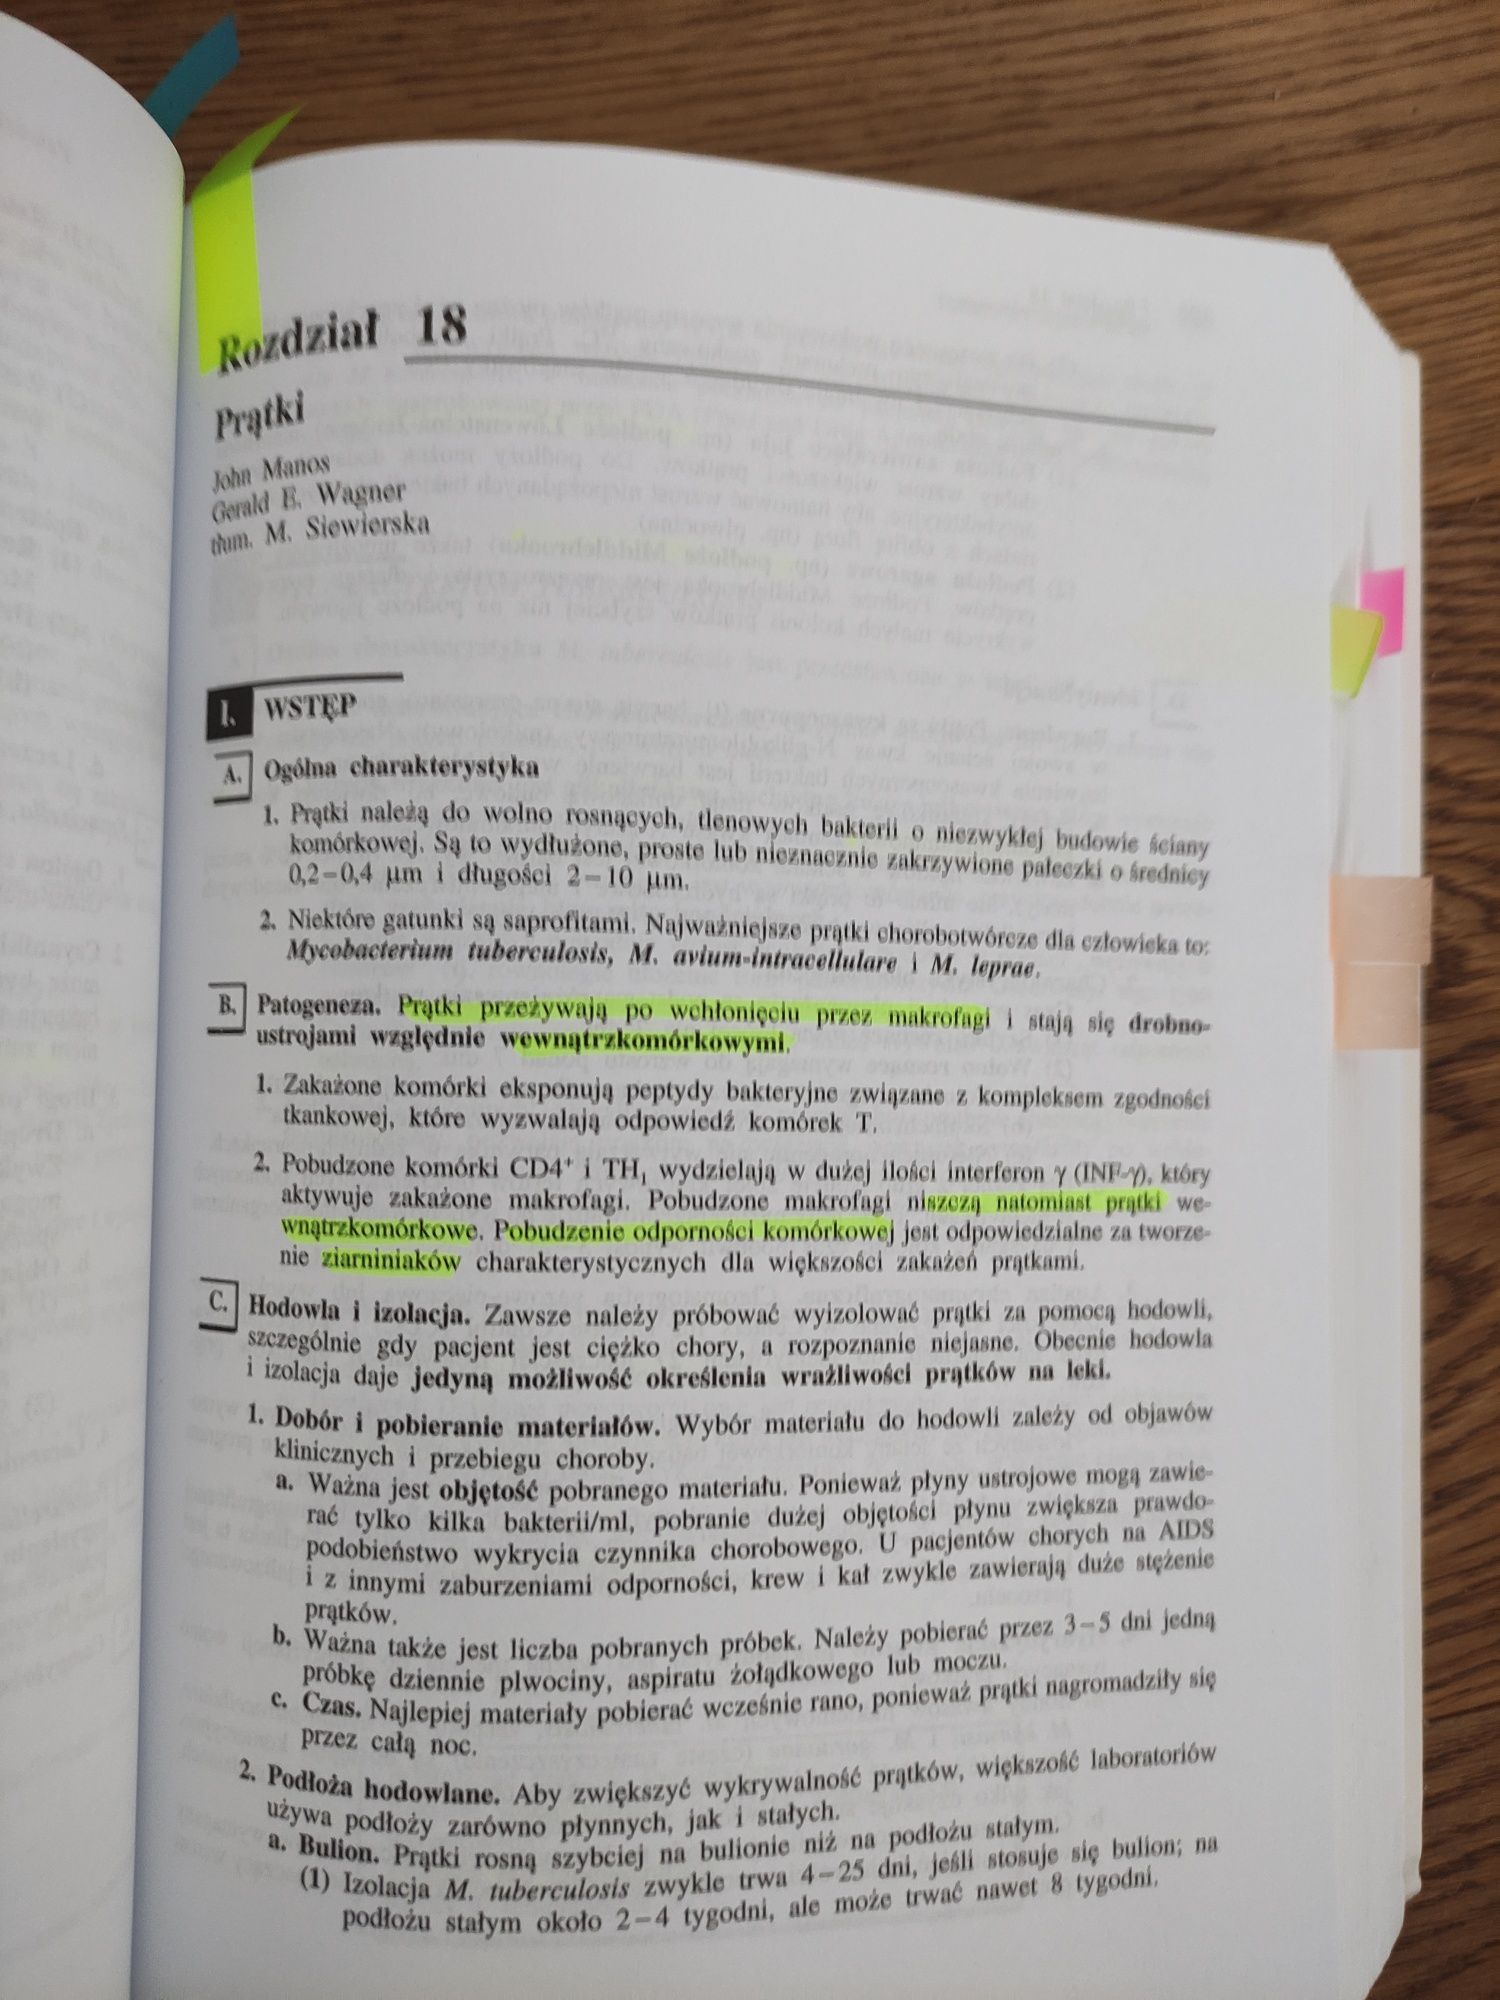 Rozdział 18
Prątki
John Manos
Gerald E. Wagner
tłum. M. Siewierska
I. WSTĘP
A. Ogólna charakterystyka
1. Prątki należą do wolno rosnących, tlenowych bakterii o niezwykłej budowie ściany
komórkowej. Są to wydłużone, proste lub nieznacznie zakrzywione pałeczki o średnicy
0,2–0,4 µm i długości 2–10 µm.
2. Niektóre gatunki są saprofitami. Najważniejsze prątki chorobotwórcze dla człowieka to:
Mycobacterium tuberculosis, M. avium-intracellulare i M. leprae.
B. Patogeneza. Prątki przeżywają po wchłonięciu przez makrofagi i stają się drobno-
ustrojami względnie wewnątrzkomórkowymi.
1. Zakażone komórki eksponują peptydy bakteryjne związane z kompleksem zgodności
tkankowej, które wyzwalają odpowiedź komórek T.
2. Pobudzone komórki CD4⁺ i TH₁ wydzielają w dużej ilości interferon γ (INF-γ), który
aktywuje zakażone makrofagi. Pobudzone makrofagi niszczą natomiast prątki we-
wnątrzkomórkowe. Pobudzenie odporności komórkowej jest odpowiedzialne za tworze-
nie ziarniniaków charakterystycznych dla większości zakażeń prątkami.
C. Hodowla i izolacja. Zawsze należy próbować wyizolować prątki za pomocą hodowli,
szczególnie gdy pacjent jest ciężko chory, a rozpoznanie niejasne. Obecnie hodowla
i izolacja daje jedyną możliwość określenia wrażliwości prątków na leki.
1. Dobór i pobieranie materiałów. Wybór materiału do hodowli zależy od objawów
klinicznych i przebiegu choroby.
a. Ważna jest objętość pobranego materiału. Ponieważ płyny ustrojowe mogą zawie-
rać tylko kilka bakterii/ml, pobranie dużej objętości płynu zwiększa prawdo-
podobieństwo wykrycia czynnika chorobowego. U pacjentów chorych na AIDS
i z innymi zaburzeniami odporności, krew i kał zwykle zawierają duże stężenie
prątków.
b. Ważna także jest liczba pobranych próbek. Należy pobierać przez 3–5 dni jedną
próbkę dziennie plwociny, aspiratu żołądkowego lub moczu.
c. Czas. Najlepiej materiały pobierać wcześnie rano, ponieważ prątki nagromadziły się
przez całą noc.
2. Podłoża hodowlane. Aby zwiększyć wykrywalność prątków, większość laboratoriów
używa podłoży zarówno płynnych, jak i stałych.
a. Bulion. Prątki rosną szybciej na bulionie niż na podłożu stałym.
(1) Izolacja M. tuberculosis zwykle trwa 4–25 dni, jeśli stosuje się bulion; na
podłożu stałym około 2–4 tygodni, ale może trwać nawet 8 tygodni.